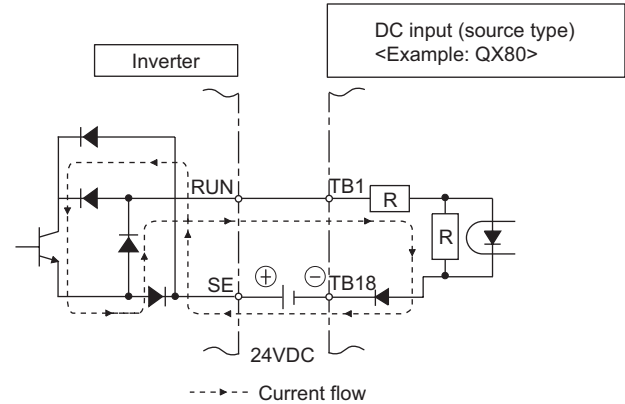 DC input (source type)
<Example: QX80>
Inverter
RUN
TB1
R
R
SE
+
−
TB18
24VDC
Current flow